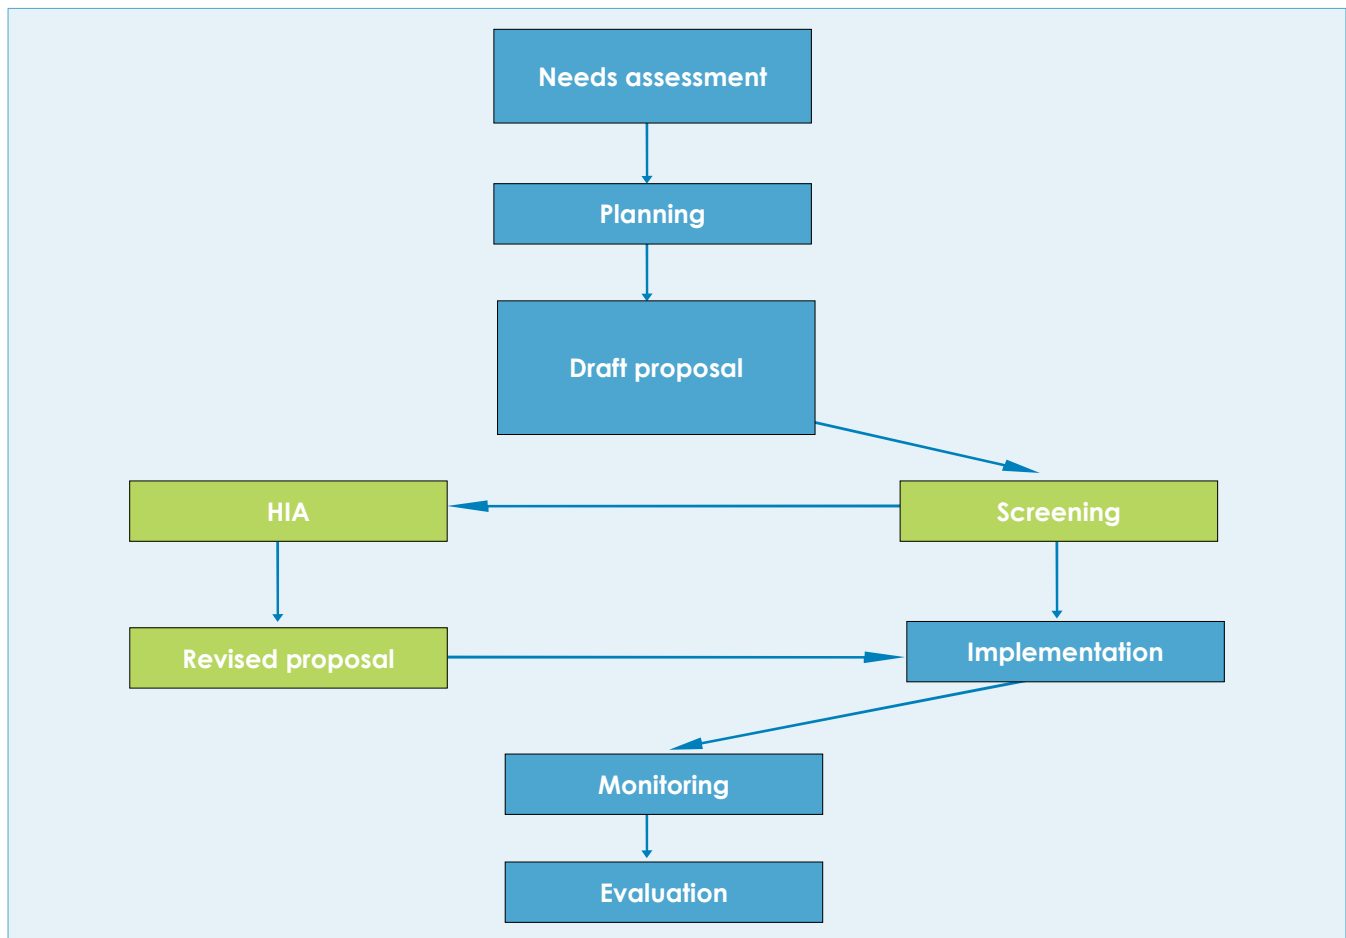 Needs assessment
Planning
Draft proposal
HIA
Screening
Revised proposal
Implementation
Monitoring
Evaluation